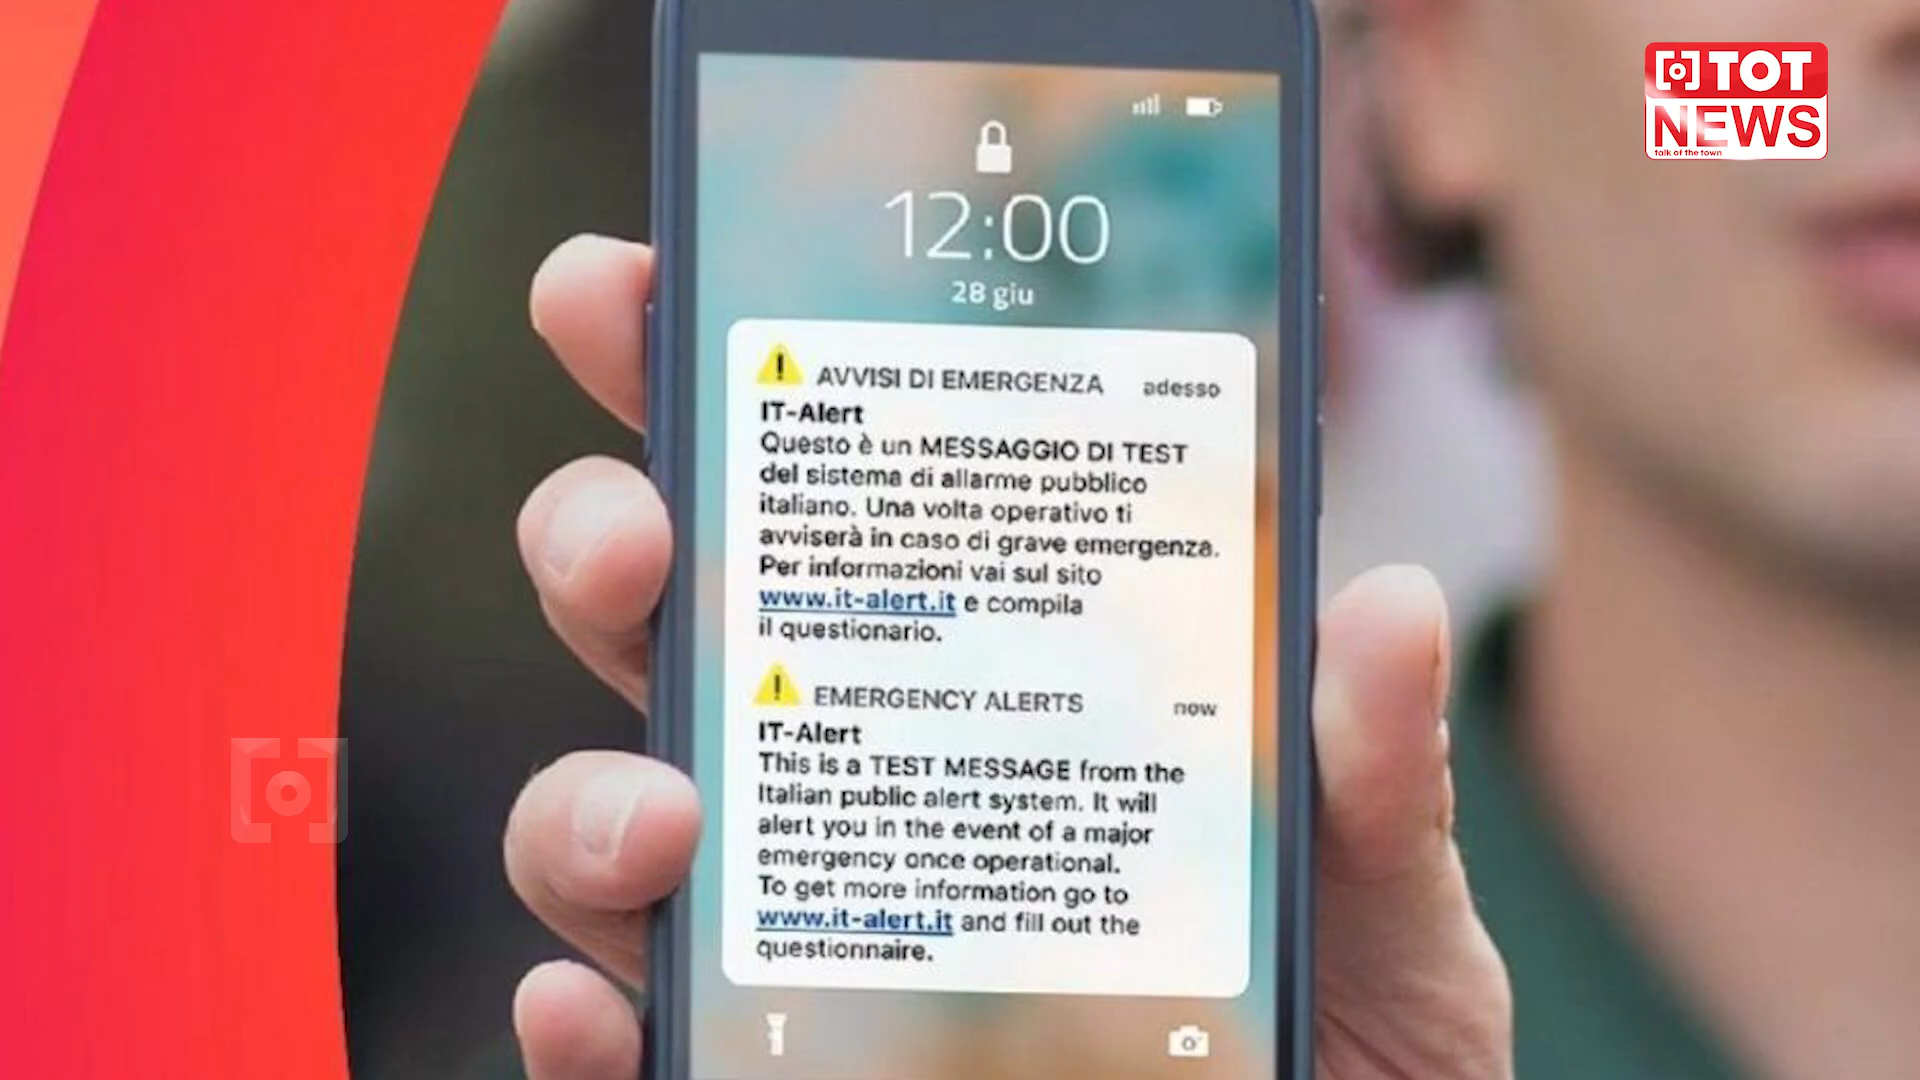 TOT
NEWS
talk of the town
12:00
28 giu
AVVISI DI EMERGENZA adesso
IT-Alert
Questo è un MESSAGGIO DI TEST
del sistema di allarme pubblico
italiano. Una volta operativo ti
avviserà in caso di grave emergenza.
Per informazioni vai sul sito
www.it-alert.it e compila
il questionario.
EMERGENCY ALERTS now
IT-Alert
This is a TEST MESSAGE from the
Italian public alert system. It will
alert you in the event of a major
emergency once operational.
To get more information go to
www.it-alert.it and fill out the
questionnaire.